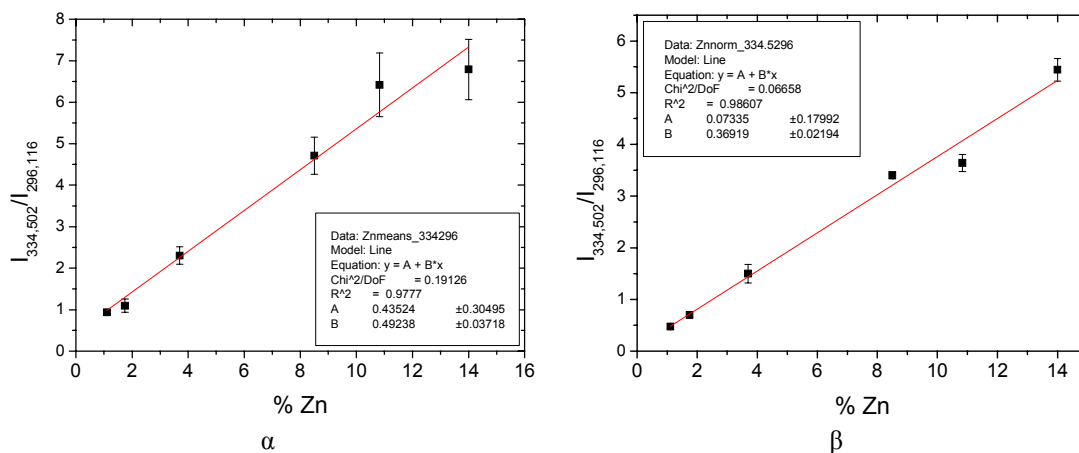 8
7
6
5
4
3
2
1
0
I334,502/I296,116
Data: Znmeans_334296
Model: Line
Equation: y = A + B*x
Chi^2/DoF = 0.19126
R^2 = 0.9777
A 0.43524 ±0.30495
B 0.49238 ±0.03718
0 2 4 6 8 10 12 14 16
% Zn
α
6
5
4
3
2
1
0
I334,502/I296,116
Data: Znnorm_334.5296
Model: Line
Equation: y = A + B*x
Chi^2/DoF = 0.06658
R^2 = 0.98607
A 0.07335 ±0.17992
B 0.36919 ±0.02194
0 2 4 6 8 10 12 14
% Zn
β